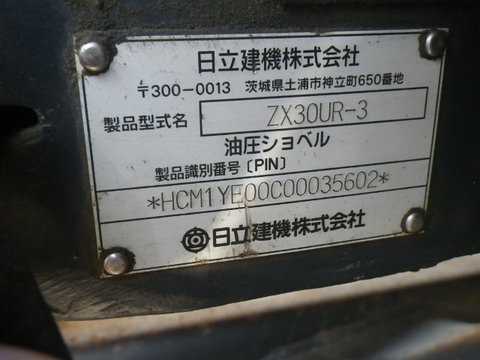 日立建機株式会社
〒300-0013 茨城県土浦市神立町650番地
製品型式名 ZX30UR-3
油圧ショベル
製品識別番号〔PIN〕
*HCM1YE00C00035602*
日立建機株式会社